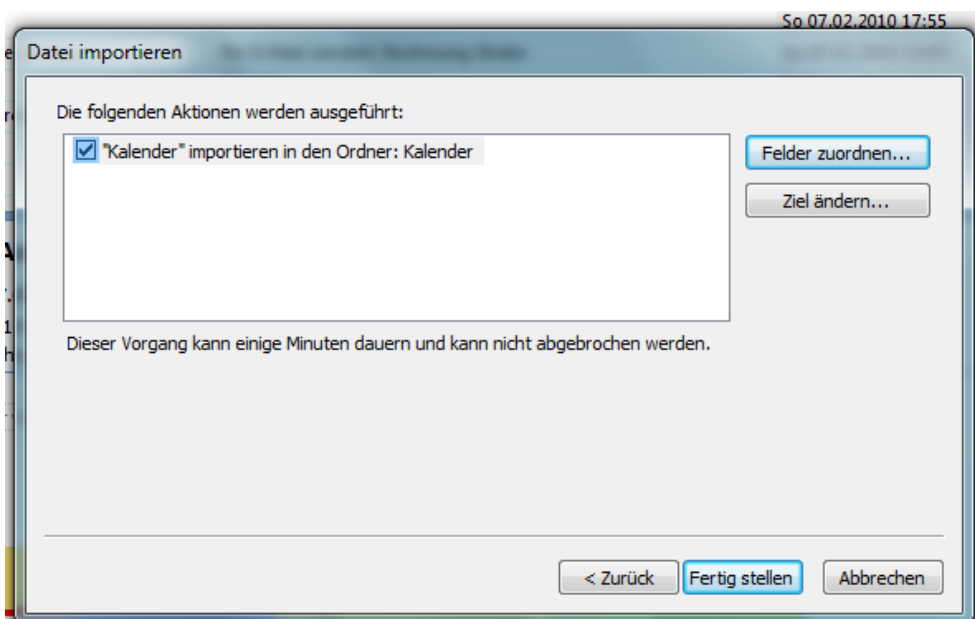 So 07.02.2010 17:55
Datei importieren
Die folgenden Aktionen werden ausgeführt:
"Kalender" importieren in den Ordner: Kalender
Felder zuordnen...
Ziel ändern...
Dieser Vorgang kann einige Minuten dauern und kann nicht abgebrochen werden.
< Zurück
Fertig stellen
Abbrechen